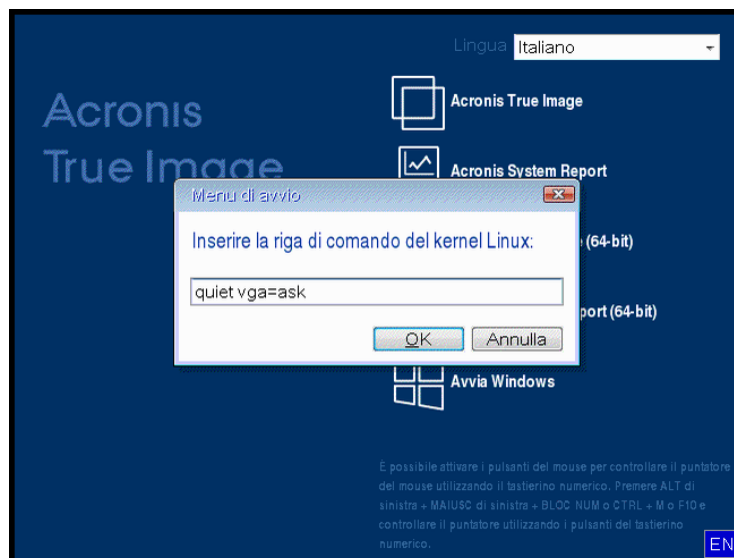 Lingua Italiano
Acronis
True Image
Acronis True Image
Acronis System Report
Menu di avvio
Inserire la riga di comando del kernel Linux:
(64-bit)
quiet vga=ask
port (64-bit)
OK Annulla
Avvia Windows
È possibile attivare i pulsanti del mouse per controllare il puntatore
del mouse utilizzando il tastierino numerico. Premere ALT di
sinistra + MAIUSC di sinistra + BLOC NUM o CTRL + M o F10 e
controllare il puntatore utilizzando i pulsanti del tastierino
numerico.
EN